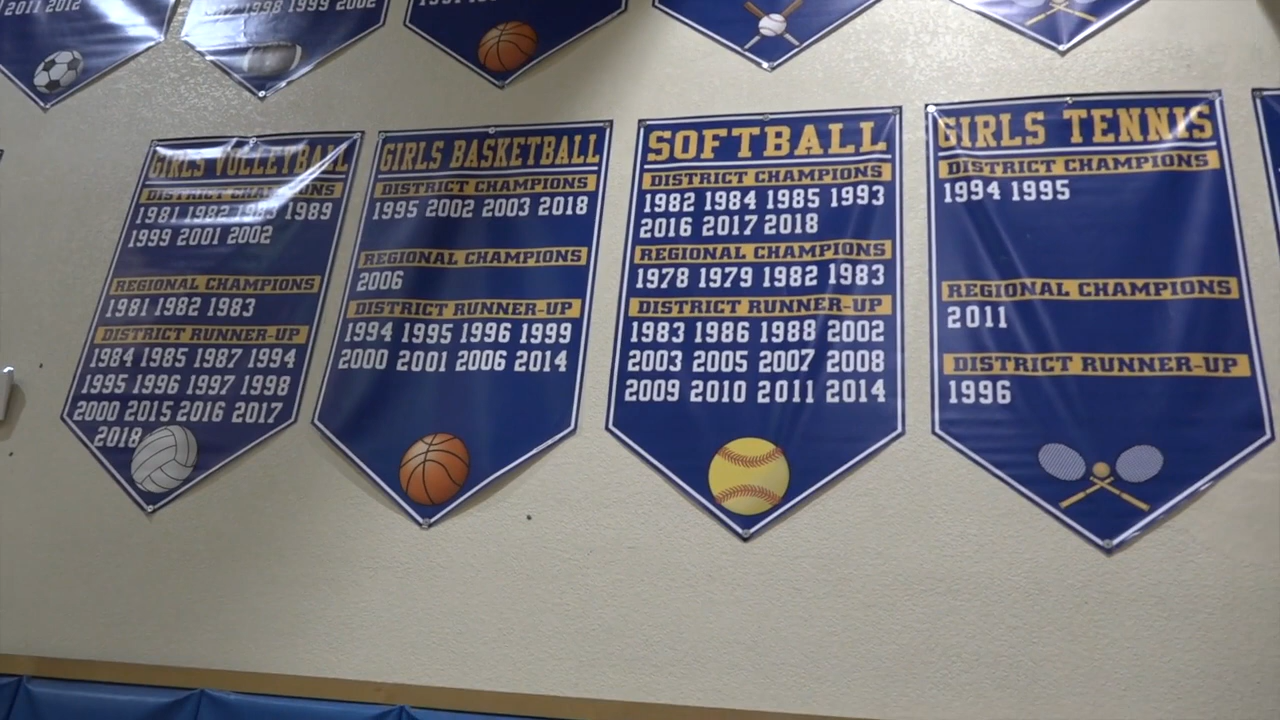 2011 2012
1998 1999 2002
GIRLS VOLLEYBALL
DISTRICT CHAMPIONS
1981 1982 1983 1989
1999 2001 2002
REGIONAL CHAMPIONS
1981 1982 1983
DISTRICT RUNNER-UP
1984 1985 1987 1994
1995 1996 1997 1998
2000 2015 2016 2017
2018
GIRLS BASKETBALL
DISTRICT CHAMPIONS
1995 2002 2003 2018
REGIONAL CHAMPIONS
2006
DISTRICT RUNNER-UP
1994 1995 1996 1999
2000 2001 2006 2014
SOFTBALL
DISTRICT CHAMPIONS
1982 1984 1985 1993
2016 2017 2018
REGIONAL CHAMPIONS
1978 1979 1982 1983
DISTRICT RUNNER-UP
1983 1986 1988 2002
2003 2005 2007 2008
2009 2010 2011 2014
GIRLS TENNIS
DISTRICT CHAMPIONS
1994 1995
REGIONAL CHAMPIONS
2011
DISTRICT RUNNER-UP
1996